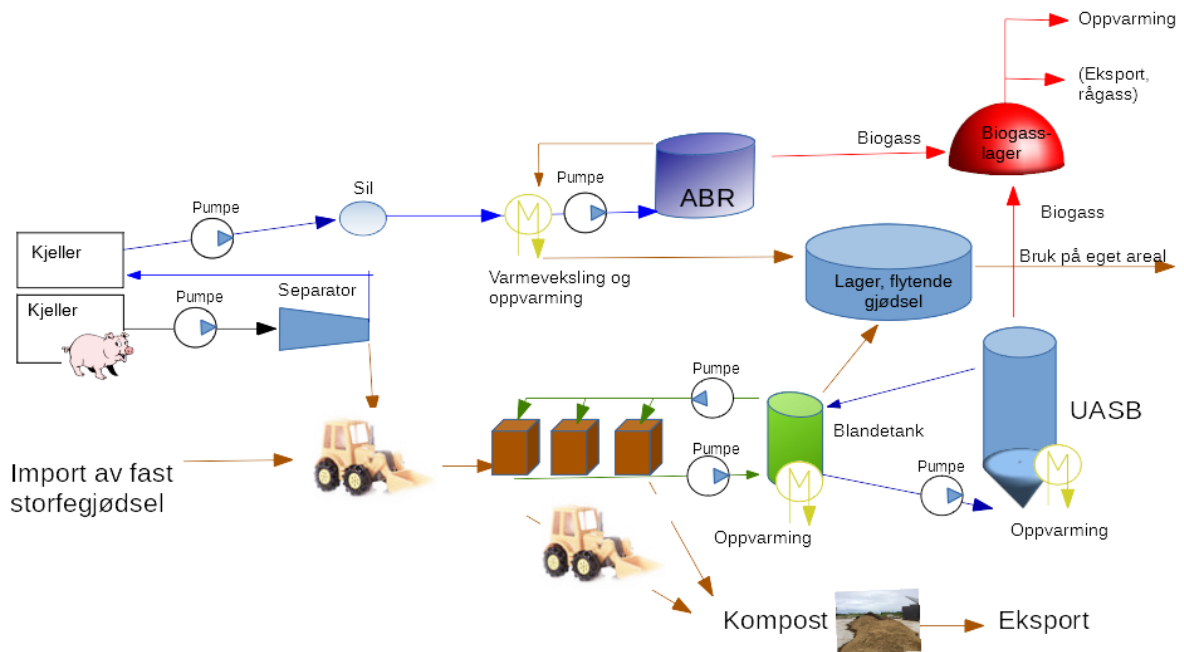 Oppvarming
(Eksport,
rågass)
Biogass
Biogass-
lager
Pumpe
ABR
Sil
Pumpe
Biogass
Kjeller
Varmeveksling og
oppvarming
Bruk på eget areal
Separator
Lager, flytende
gjødsel
Pumpe
Kjeller
Pumpe
UASB
Blandetank
Import av fast
storfegjødsel
Pumpe
Pumpe
Oppvarming
Oppvarming
Kompost
Eksport